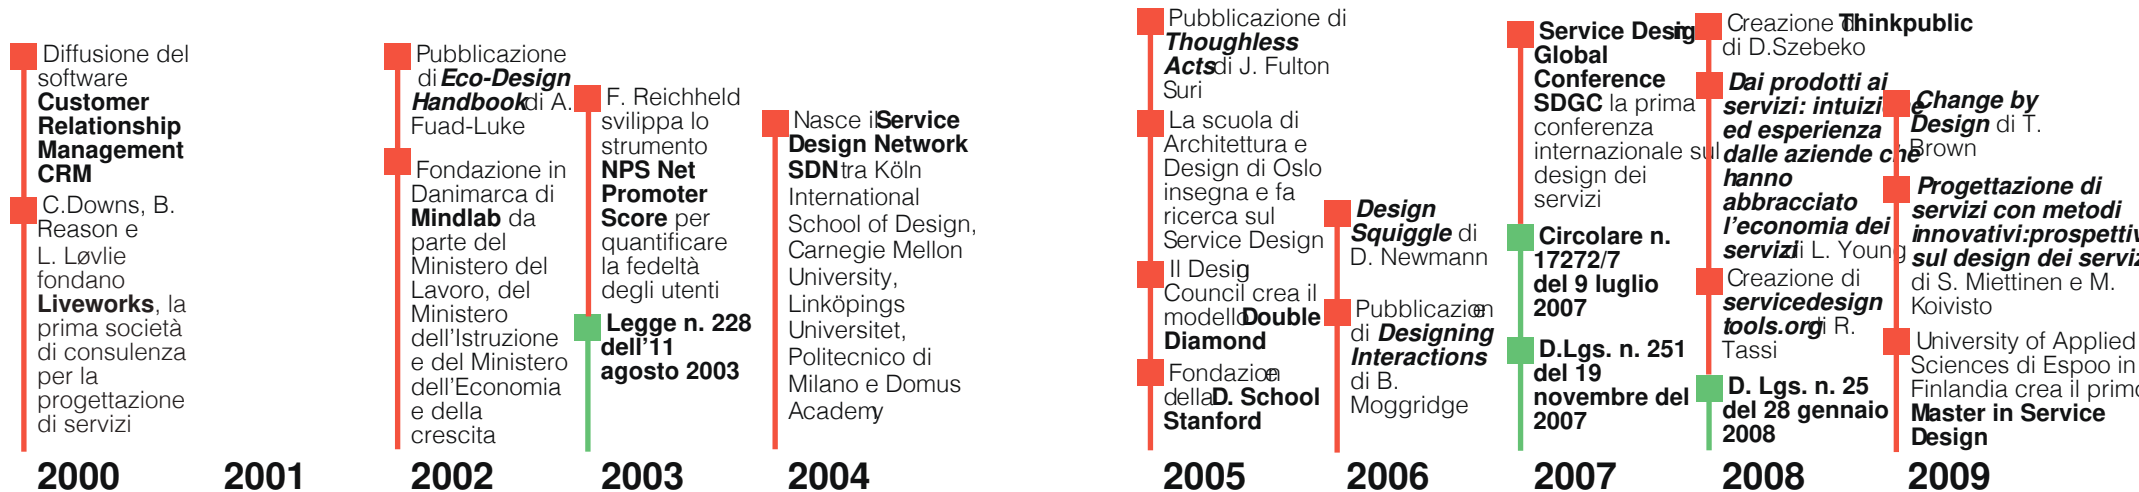 Diffusione del
software
Customer
Relationship
Management
CRM
C.Downs, B.
Reason e
L. Løvlie
fondano
Liveworks, la
prima società
di consulenza
per la
progettazione
di servizi
2000
2001
Pubblicazione
di Eco-Design
Handbook di A.
Fuad-Luke
Fondazione in
Danimarca di
Mindlab da
parte del
Ministero del
Lavoro, del
Ministero
dell'Istruzione
e del Ministero
dell'Economia
e della
crescita
2002
F. Reichheld
svilippa lo
strumento
NPS Net
Promoter
Score per
quantificare
la fedeltà
degli utenti
Legge n. 228
dell'11
agosto 2003
2003
Nasce il Service
Design Network
SDN tra Köln
International
School of Design,
Carnegie Mellon
University,
Linköpings
Universitet,
Politecnico di
Milano e Domus
Academy
2004
Pubblicazione di
Thoughless
Acts di J. Fulton
Suri
La scuola di
Architettura e
Design di Oslo
insegna e fa
ricerca sul
Service Design
Il Design
Council crea il
modello Double
Diamond
Fondazione
della D. School
Stanford
2005
Design
Squiggle di
D. Newmann
Pubblicazione
di Designing
Interactions
di B.
Moggridge
2006
Service Design
Global
Conference
SDGC la prima
conferenza
internazionale sul
design dei
servizi
Circolare n.
17272/7
del 9 luglio
2007
D.Lgs. n. 251
del 19
novembre del
2007
2007
Creazione di Thinkpublic
di D.Szebeko
Dai prodotti ai
servizi: intuizione
ed esperienza
dalle aziende che
hanno
abbracciato
l'economia dei
servizi di L. Young
Creazione di
servicedesign
tools.org di R.
Tassi
D. Lgs. n. 25
del 28 gennaio
2008
2008
Change by
Design di T.
Brown
Progettazione di
servizi con metodi
innovativi:prospettiv
sul design dei serviz
di S. Miettinen e M.
Koivisto
University of Applied
Sciences di Espoo in
Finlandia crea il primo
Master in Service
Design
2009